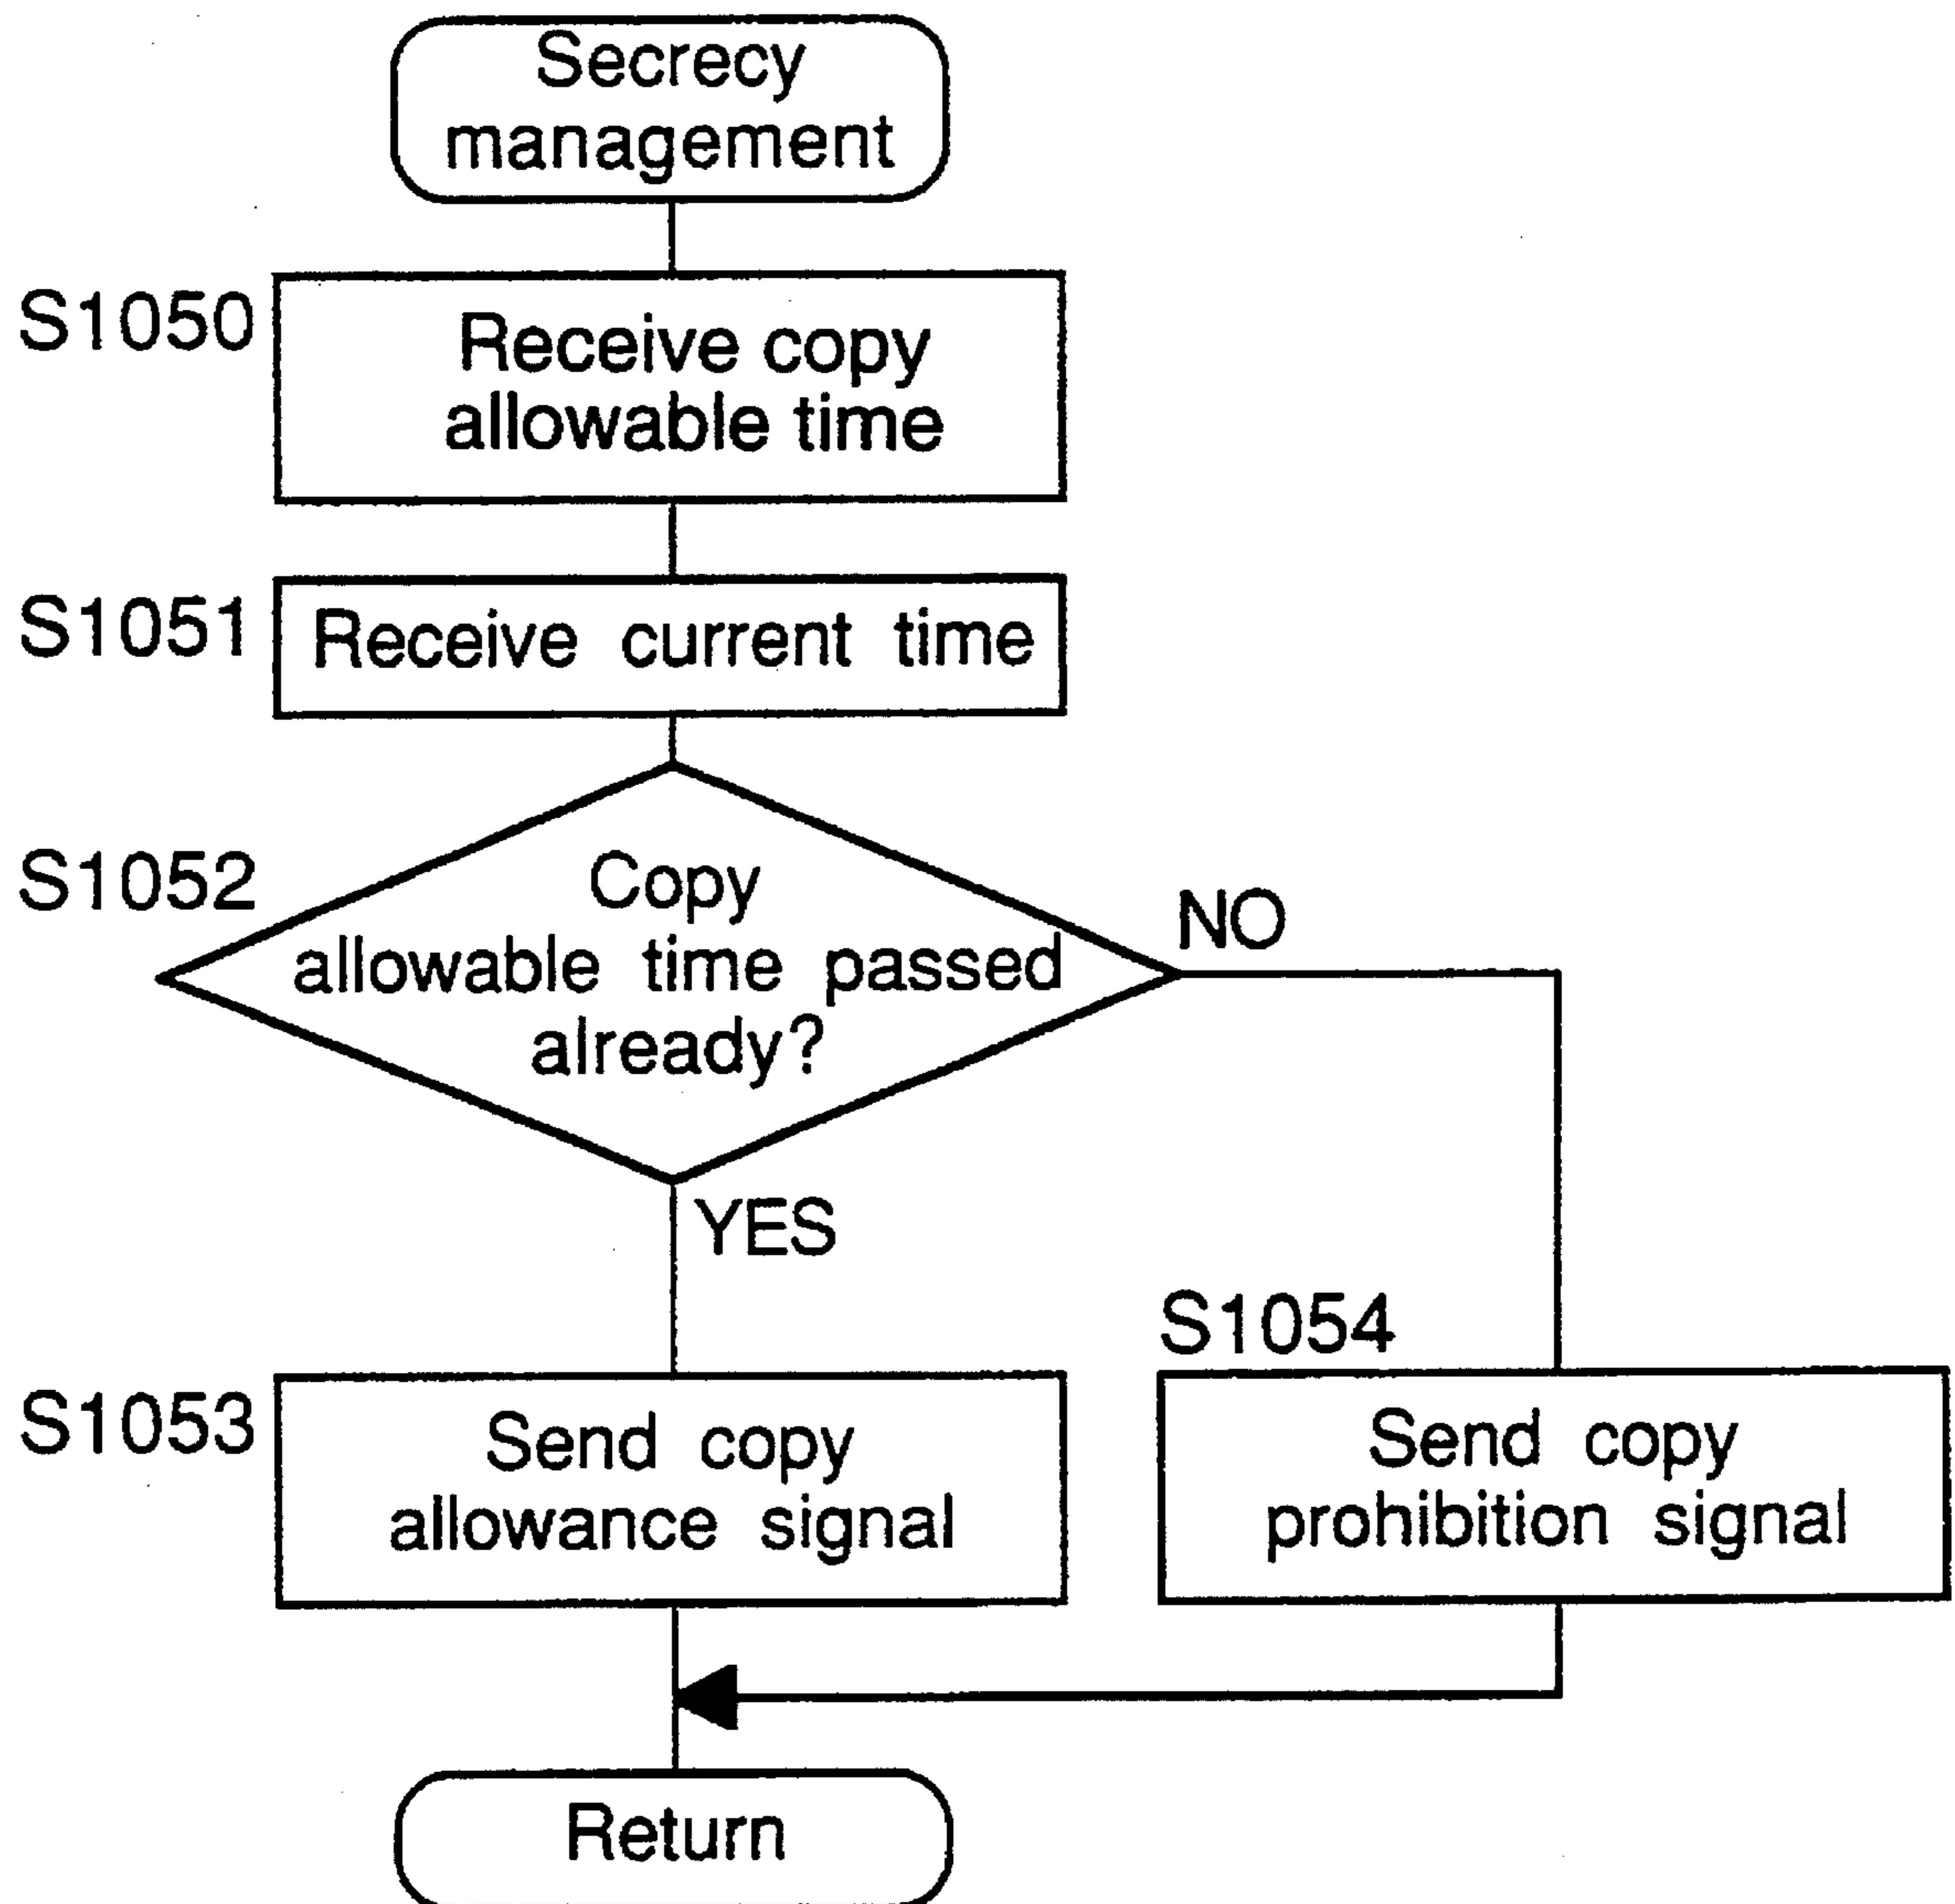 Secrecy
management
S1050
Receive copy
allowable time
S1051
Receive current time
S1052
Copy
allowable time passed
already?
NO
YES
S1053
Send copy
allowance signal
S1054
Send copy
prohibition signal
Return